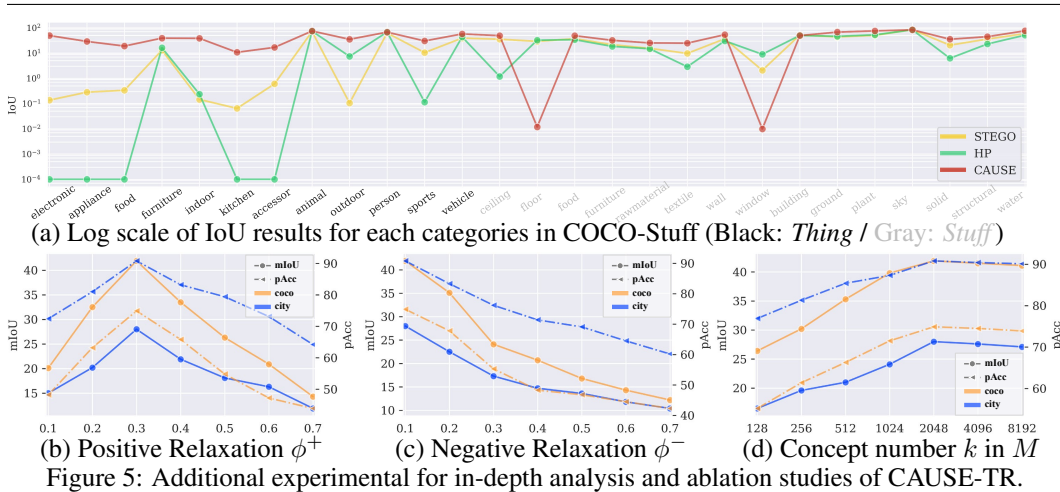 10²
10¹
10⁰
10⁻¹
10⁻²
10⁻³
10⁻⁴
IoU
STEGO
HP
CAUSE
electronic appliance food furniture indoor kitchen accessor animal outdoor person sports vehicle ceiling floor food furniture rawmaterial textile wall window building ground plant sky solid structural water
(a) Log scale of IoU results for each categories in COCO-Stuff (Black: Thing / Gray: Stuff)
40 35 30 25 20 15
mIoU
90 80 70 60 50
pAcc
mIoU
pAcc
coco
city
0.1 0.2 0.3 0.4 0.5 0.6 0.7
(b) Positive Relaxation ϕ⁺
40 35 30 25 20 15 10
mIoU
90 80 70 60 50 40
pAcc
mIoU
pAcc
coco
city
0.1 0.2 0.3 0.4 0.5 0.6 0.7
(c) Negative Relaxation ϕ⁻
40 35 30 25 20
mIoU
90 80 70 60
pAcc
mIoU
pAcc
coco
city
128 256 512 1024 2048 4096 8192
(d) Concept number k in M
Figure 5: Additional experimental for in-depth analysis and ablation studies of CAUSE-TR.